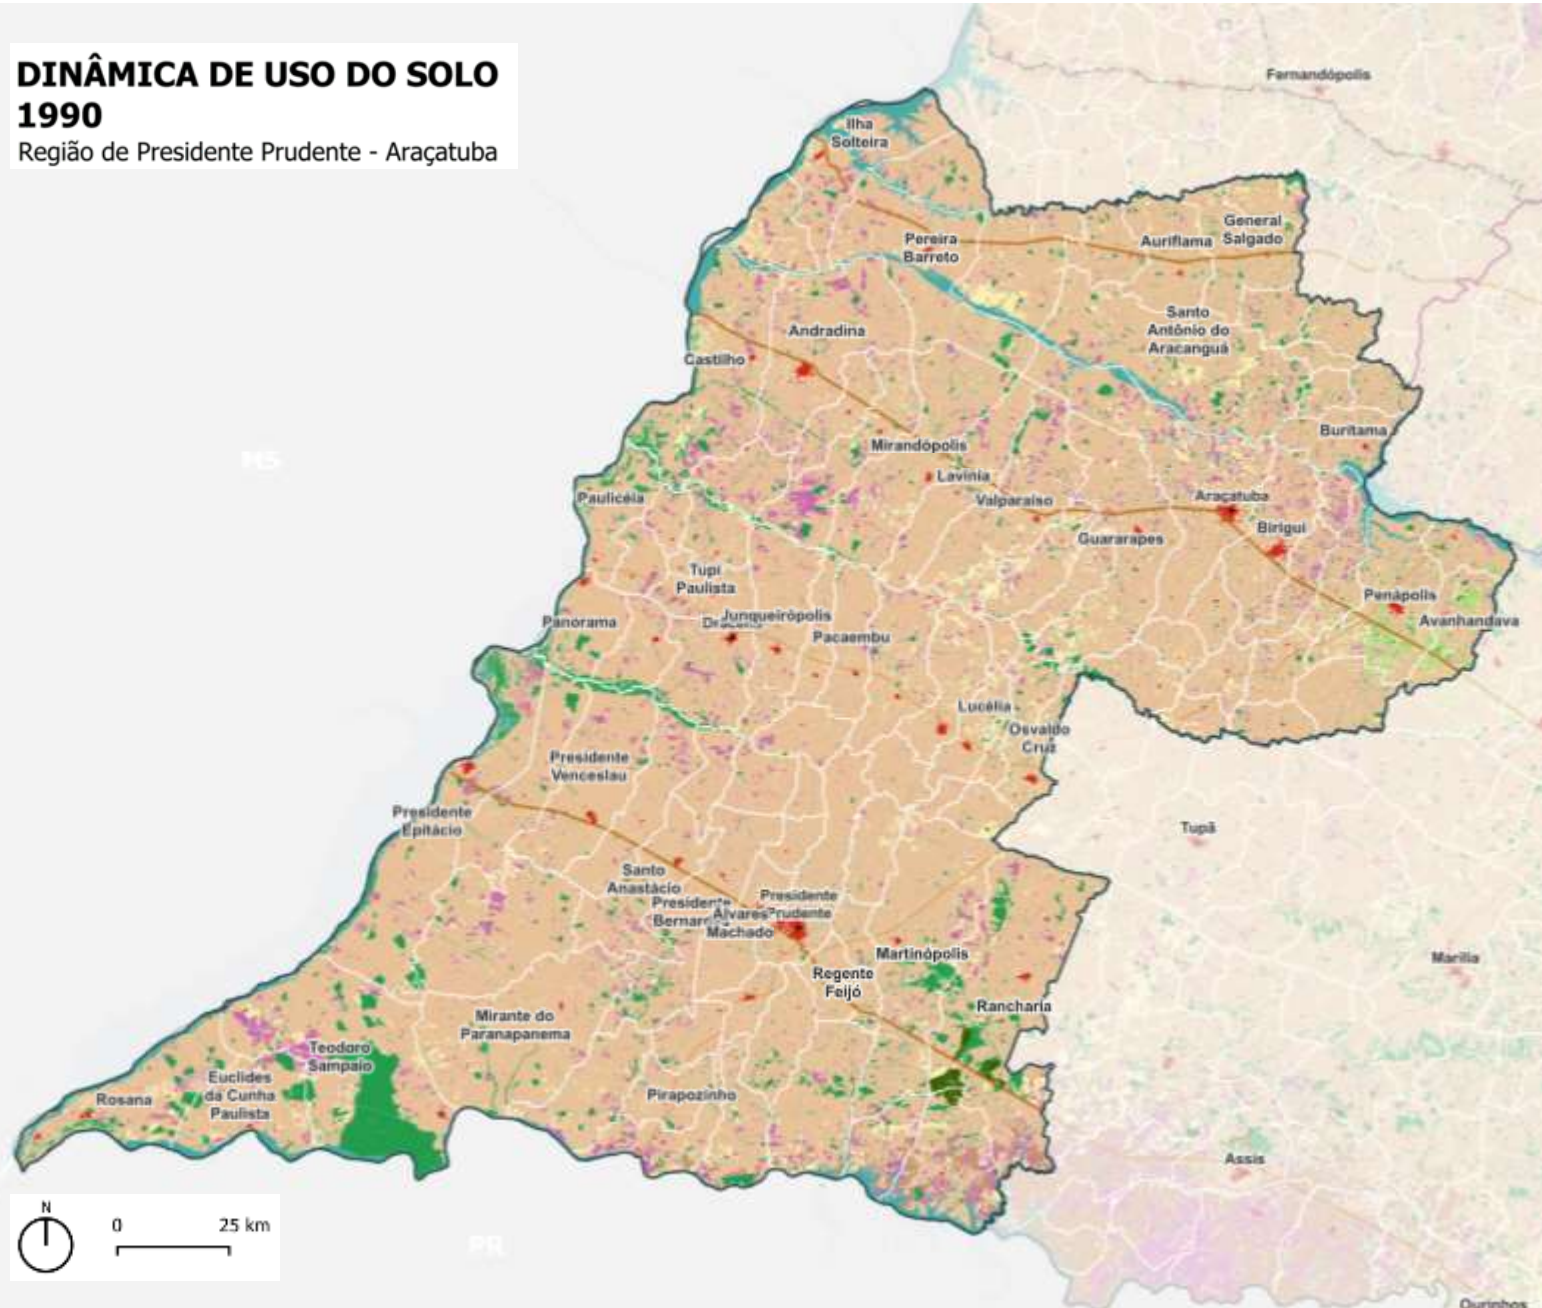 DINÂMICA DE USO DO SOLO
1990
Região de Presidente Prudente - Araçatuba
Fernandópolis
Ilha
Solteira
General
Salgado
Pereira
Barreto
Auriflama
Santo
Antônio do
Aracanguá
Andradina
Castilho
Buritama
Mirandópolis
MS
Lavínia
Paulicéia
Valparaíso
Araçatuba
Birigui
Guararapes
Tupi
Paulista
Penápolis
Junqueirópolis
Panorama
Avanhandava
Pacaembu
Lucélia
Osvaldo
Cruz
Presidente
Venceslau
Presidente
Epitácio
Tupã
Santo
Anastácio
Presidente
Prudente
Presidente
Álvares
Machado
Martinópolis
Marília
Regente
Feijó
Rancharia
Mirante do
Paranapanema
Teodoro
Sampaio
Euclides
da Cunha
Paulista
Rosana
Pirapozinho
Assis
N
0 25 km
PR
Ourinhos